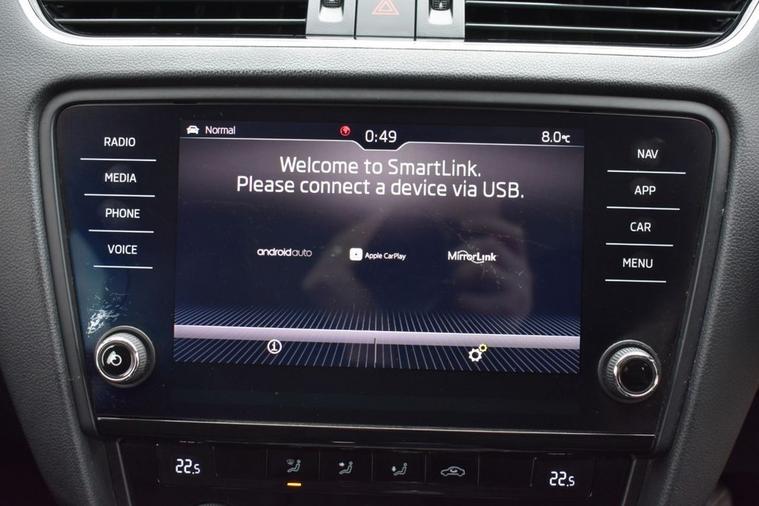 Normal
0:49
8.0°C
RADIO
MEDIA
PHONE
VOICE
Welcome to SmartLink.
Please connect a device via USB.
androidauto
Apple CarPlay
MirrorLink
NAV
APP
CAR
MENU
22.5
22.5